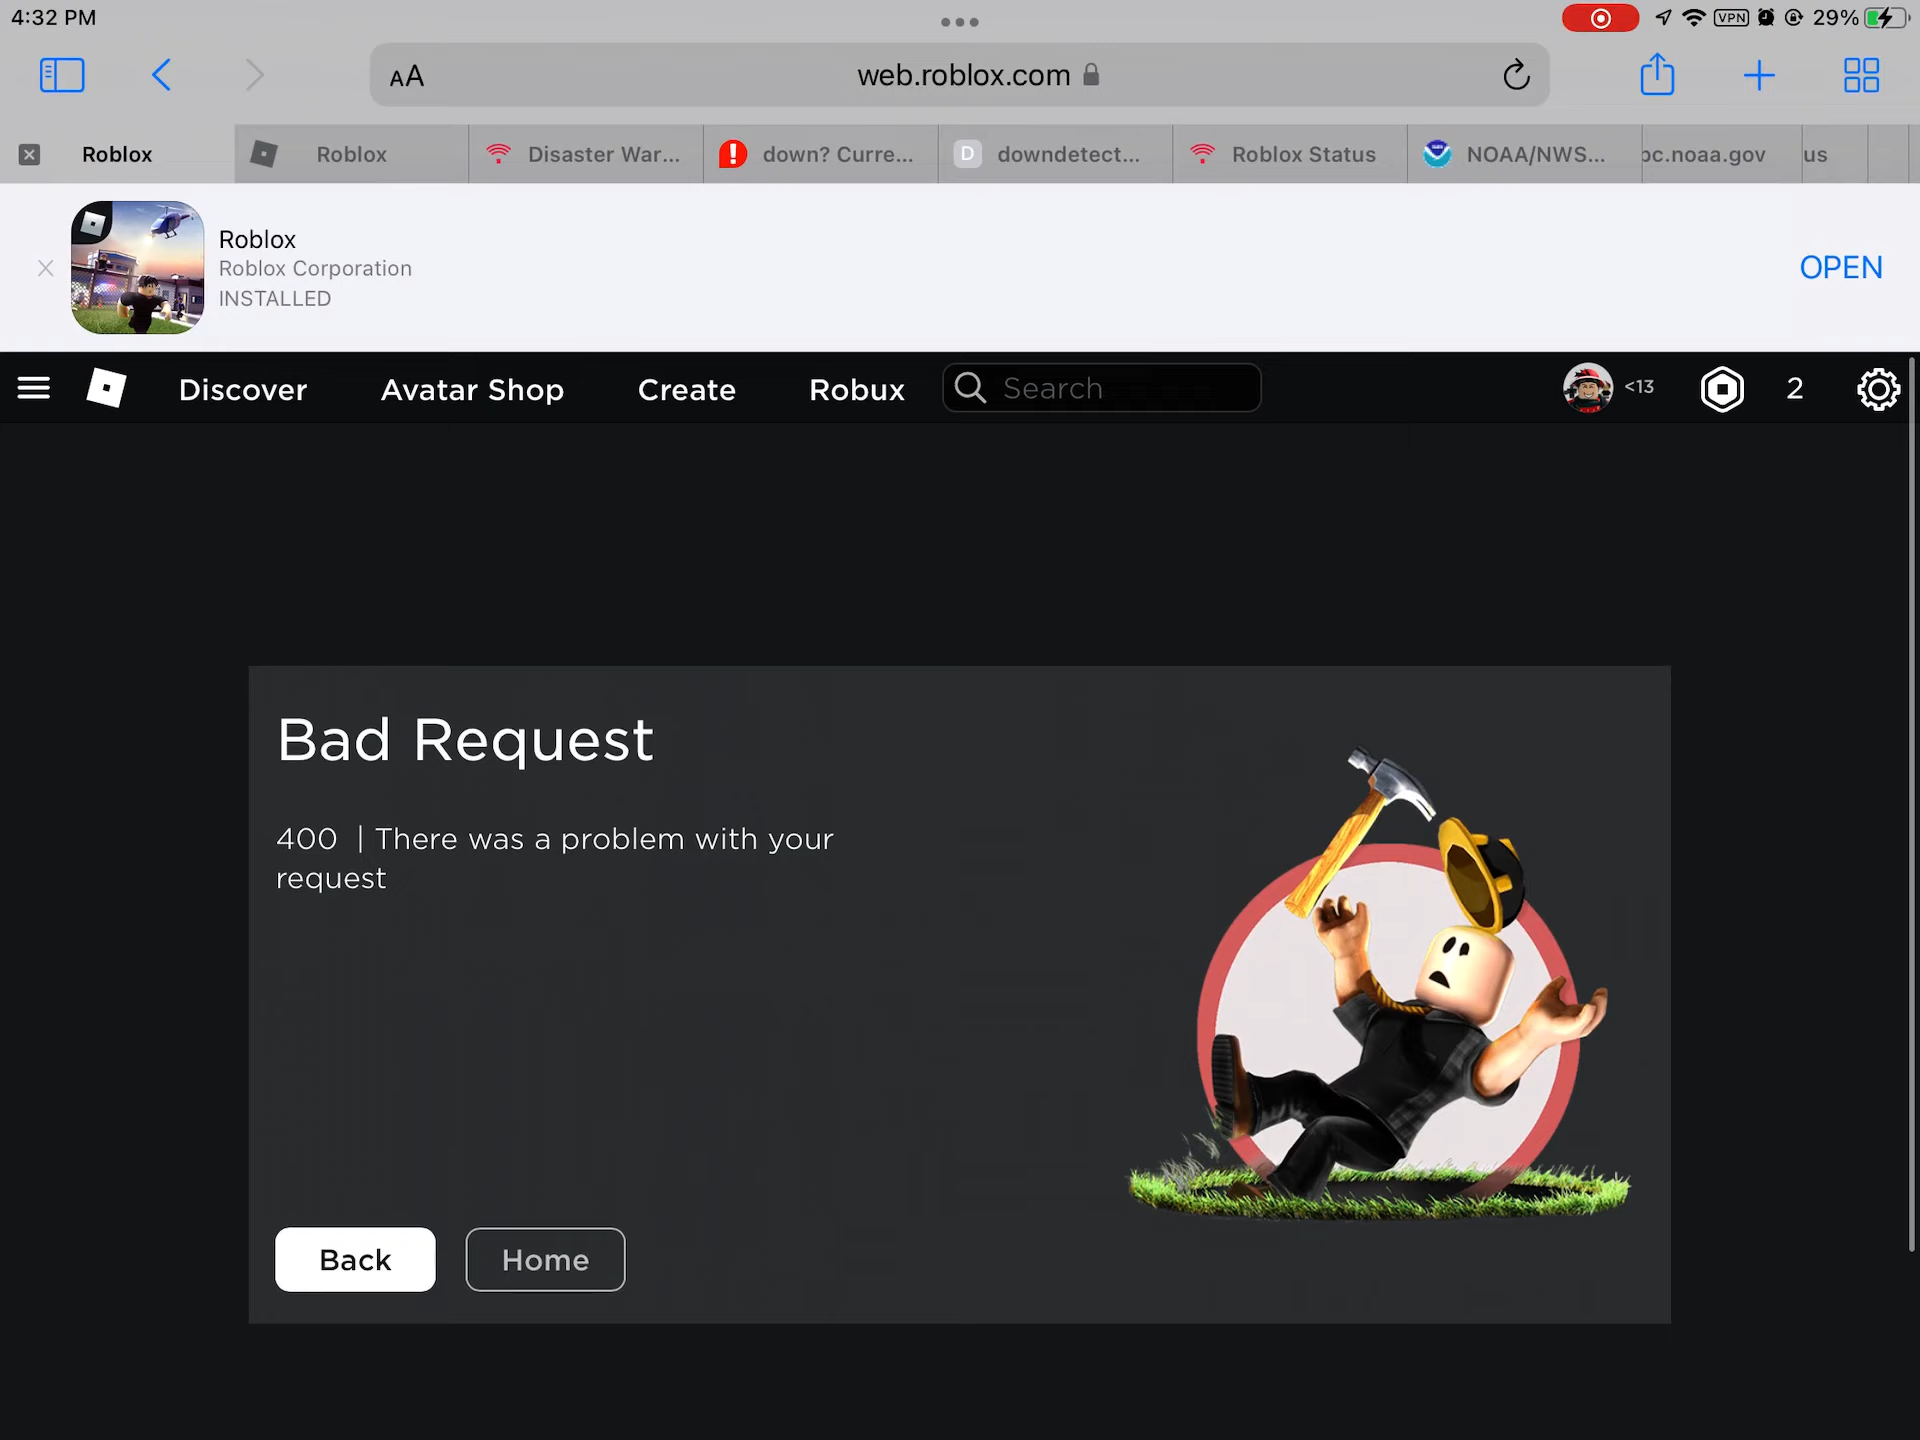 4:32 PM
VPN
29%
AA
web.roblox.com
Roblox
Roblox
Disaster War...
down? Curre...
D
downdetect...
Roblox Status
NOAA/NWS...
pc.noaa.gov
us
Roblox
Roblox Corporation
INSTALLED
OPEN
Discover
Avatar Shop
Create
Robux
Search
<13
2
Bad Request
400 | There was a problem with your
request
Back
Home